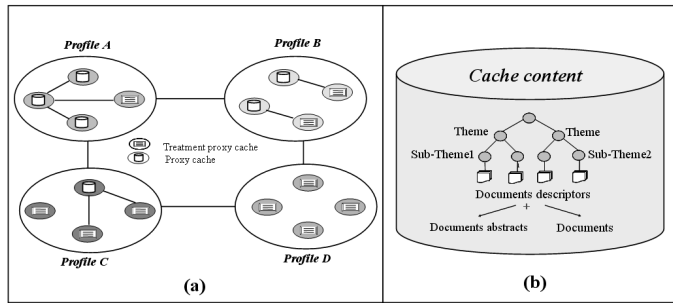 Profile A
Profile B
Treatment proxy cache
Proxy cache
Profile C
Profile D
(a)
Cache content
Theme
Theme
Sub-Theme1
Sub-Theme2
Documents descriptors
+
Documents abstracts
Documents
(b)